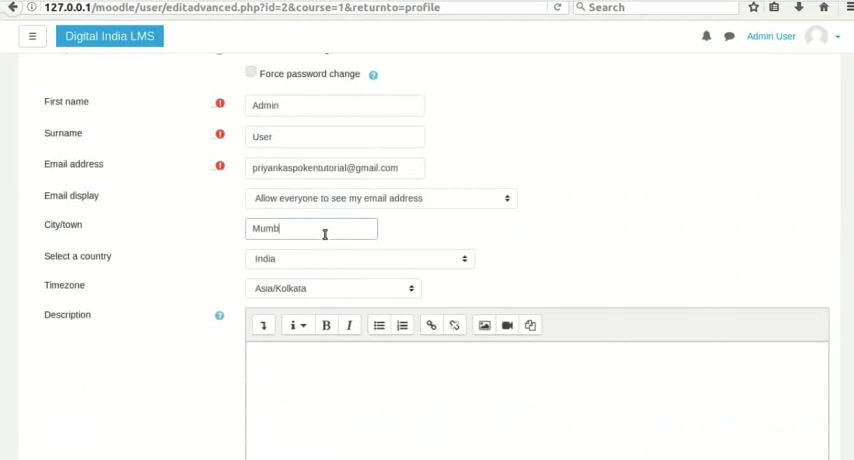 127.0.0.1/moodle/user/editadvanced.php?id=2&course=1&returnto=profile
Search
Digital India LMS
Admin User
Force password change
First name
Admin
Surname
User
Email address
priyankaspokentutorial@gmail.com
Email display
Allow everyone to see my email address
City/town
Mumb
Select a country
India
Timezone
Asia/Kolkata
Description
B I